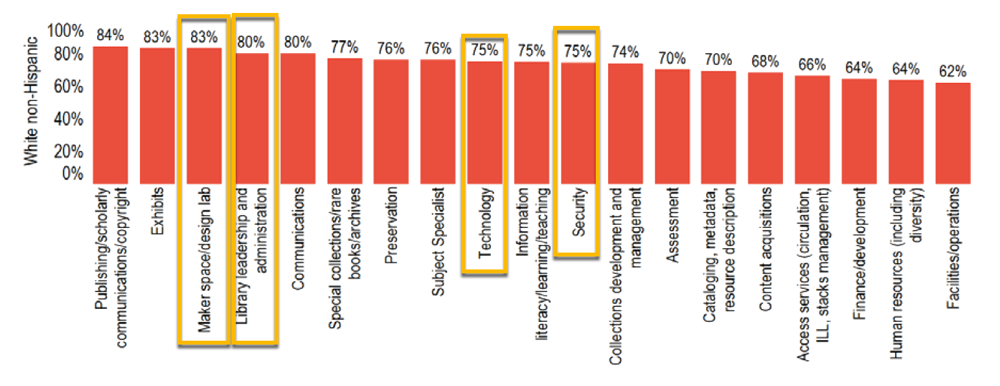 White non-Hispanic
100%
80%
60%
40%
20%
0%
84%
83%
83%
80%
80%
77%
76%
76%
75%
75%
75%
74%
70%
70%
68%
66%
64%
64%
62%
Publishing/scholarly
communications/copyright
Exhibits
Maker space/design lab
Library leadership and
administration
Communications
Special collections/rare
books/archives
Preservation
Subject Specialist
Technology
Information
literacy/learning/teaching
Security
Collections development and
management
Assessment
Cataloging, metadata,
resource description
Content acquisitions
Access services (circulation,
ILL, stacks management)
Finance/development
Human resources (including
diversity)
Facilities/operations